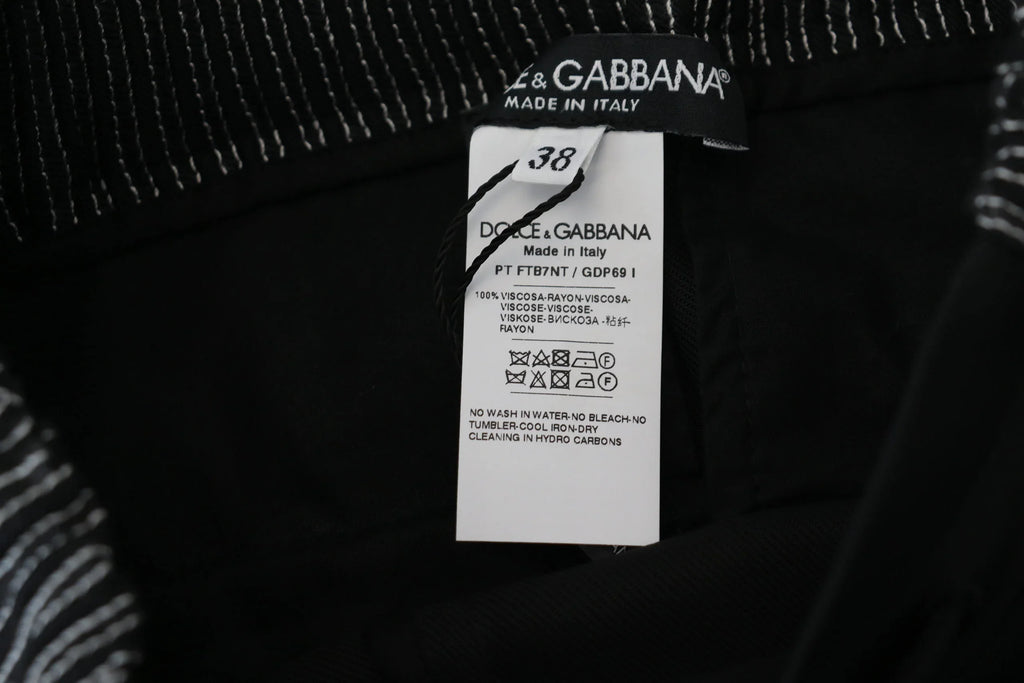 & GABBANA®
MADE IN ITALY
38
DOLCE & GABBANA
Made in Italy
PT FTB7NT / GDP69 I
100% VISCOSA-RAYON-VISCOSA-
VISCOSE-VISCOSE-
VISKOSE-ВИСКОЗА-粘纤-
RAYON
F
F
NO WASH IN WATER-NO BLEACH-NO
TUMBLER-COOL IRON-DRY
CLEANING IN HYDRO CARBONS